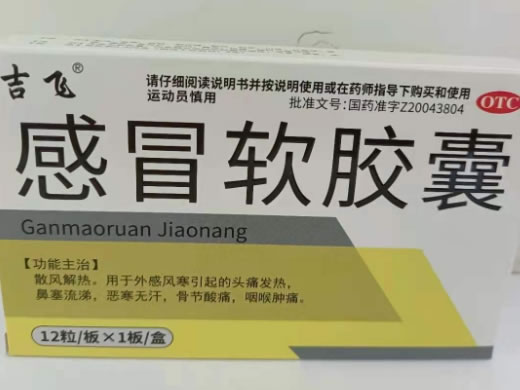 吉飞®
请仔细阅读说明书并按说明使用或在药师指导下购买和使用
运动员慎用
批准文号:国药准字Z20043804
OTC
感冒软胶囊
Ganmaoruan Jiaonang
【功能主治】
散风解热。用于外感风寒引起的头痛发热,
鼻塞流涕,恶寒无汗,骨节酸痛,咽喉肿痛。
12粒/板×1板/盒